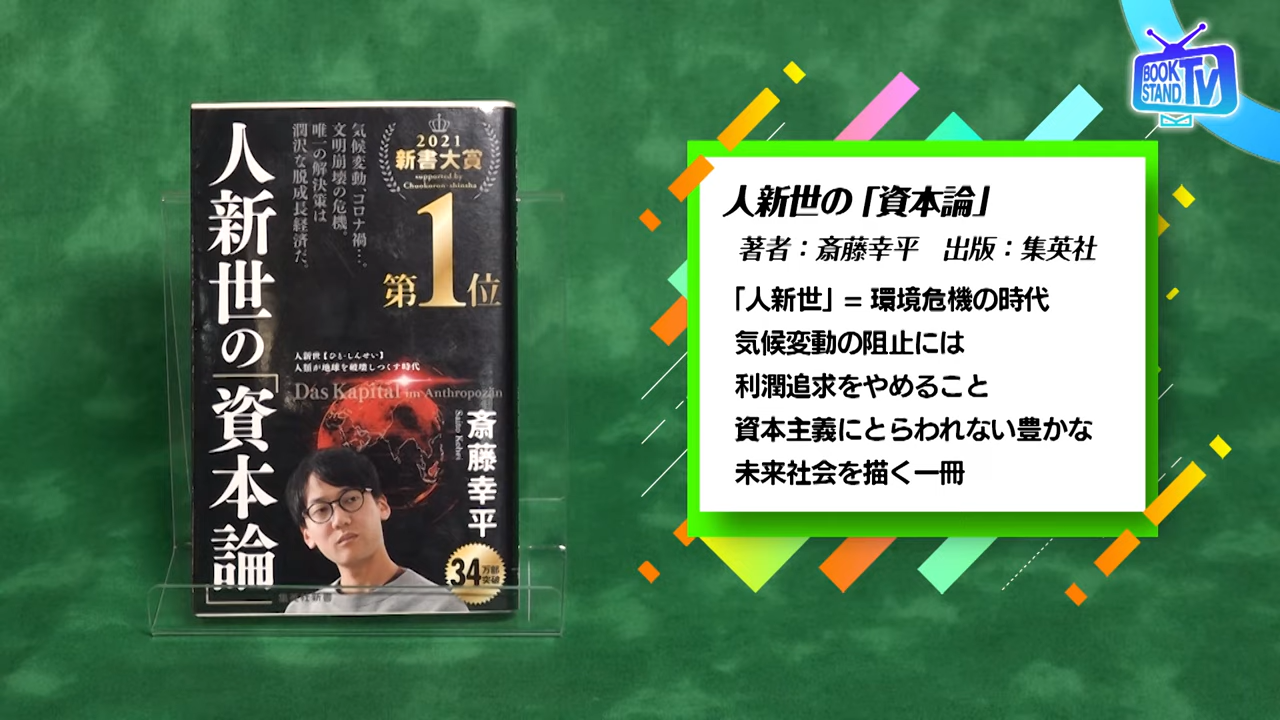 人新世の「資本論」
気候変動、コロナ禍…。
文明崩壊の危機。
唯一の解決策は
潤沢な脱成長経済だ。
2021
新書大賞
supported by
Chuokoron-shinsha
第1位
人新世【ひと-しんせい】
人類が地球を破壊しつくす時代
Das Kapital im Anthropozän
斎藤幸平
Saito Kohei
34万部
突破
集英社新書
BOOK
STAND
TV
人新世の「資本論」
著者：斎藤幸平　出版：集英社
「人新世」= 環境危機の時代
気候変動の阻止には
利潤追求をやめること
資本主義にとらわれない豊かな
未来社会を描く一冊